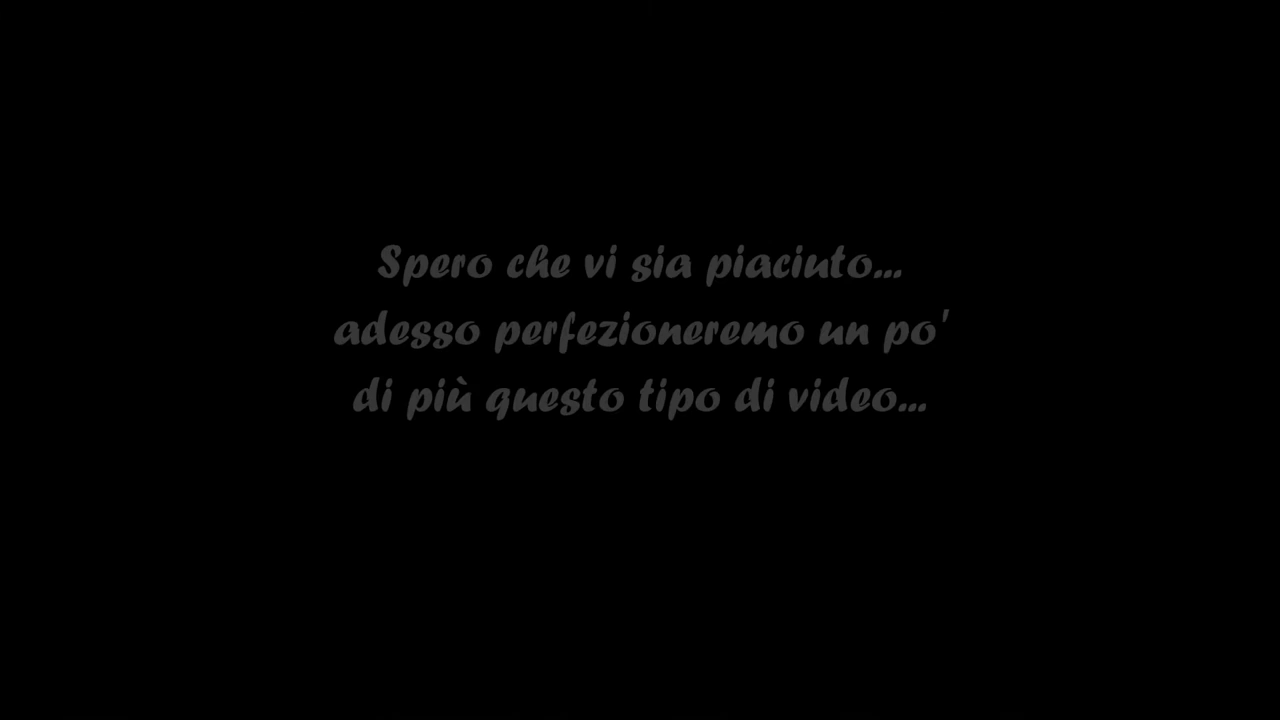 Spero che vi sia piaciuto...
adesso perfezioneremo un po'
di più questo tipo di video...